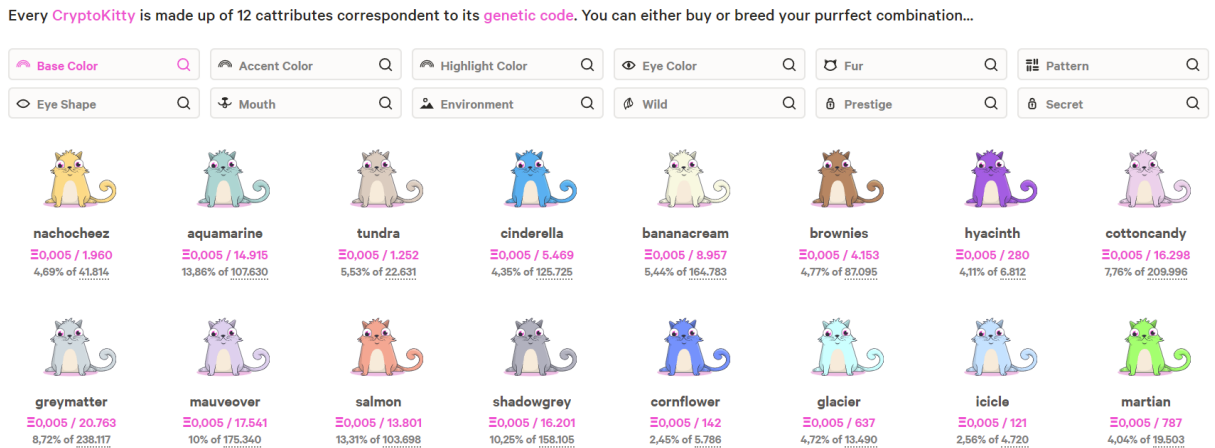 Every CryptoKitty is made up of 12 cattributes correspondent to its genetic code. You can either buy or breed your purrfect combination...
Base Color Accent Color Highlight Color Eye Color Fur Pattern
Eye Shape Mouth Environment Wild Prestige Secret
nachocheez aquamarine tundra cinderella bananacream brownies hyacinth cottoncandy
Ξ0,005 / 1.960 Ξ0,005 / 14.915 Ξ0,005 / 1.252 Ξ0,005 / 5.469 Ξ0,005 / 8.957 Ξ0,005 / 4.153 Ξ0,005 / 280 Ξ0,005 / 16.298
4,69% of 41.814 13,86% of 107.630 5,53% of 22.631 4,35% of 125.725 5,44% of 164.783 4,77% of 87.095 4,11% of 6.812 7,76% of 209.996
greymatter mauveover salmon shadowgrey cornflower glacier icicle martian
Ξ0,005 / 20.763 Ξ0,005 / 17.541 Ξ0,005 / 13.801 Ξ0,005 / 16.201 Ξ0,005 / 142 Ξ0,005 / 637 Ξ0,005 / 121 Ξ0,005 / 787
8,72% of 238.117 10% of 175.340 13,31% of 103.698 10,25% of 158.105 2,45% of 5.786 4,72% of 13.490 2,56% of 4.720 4,04% of 19.503